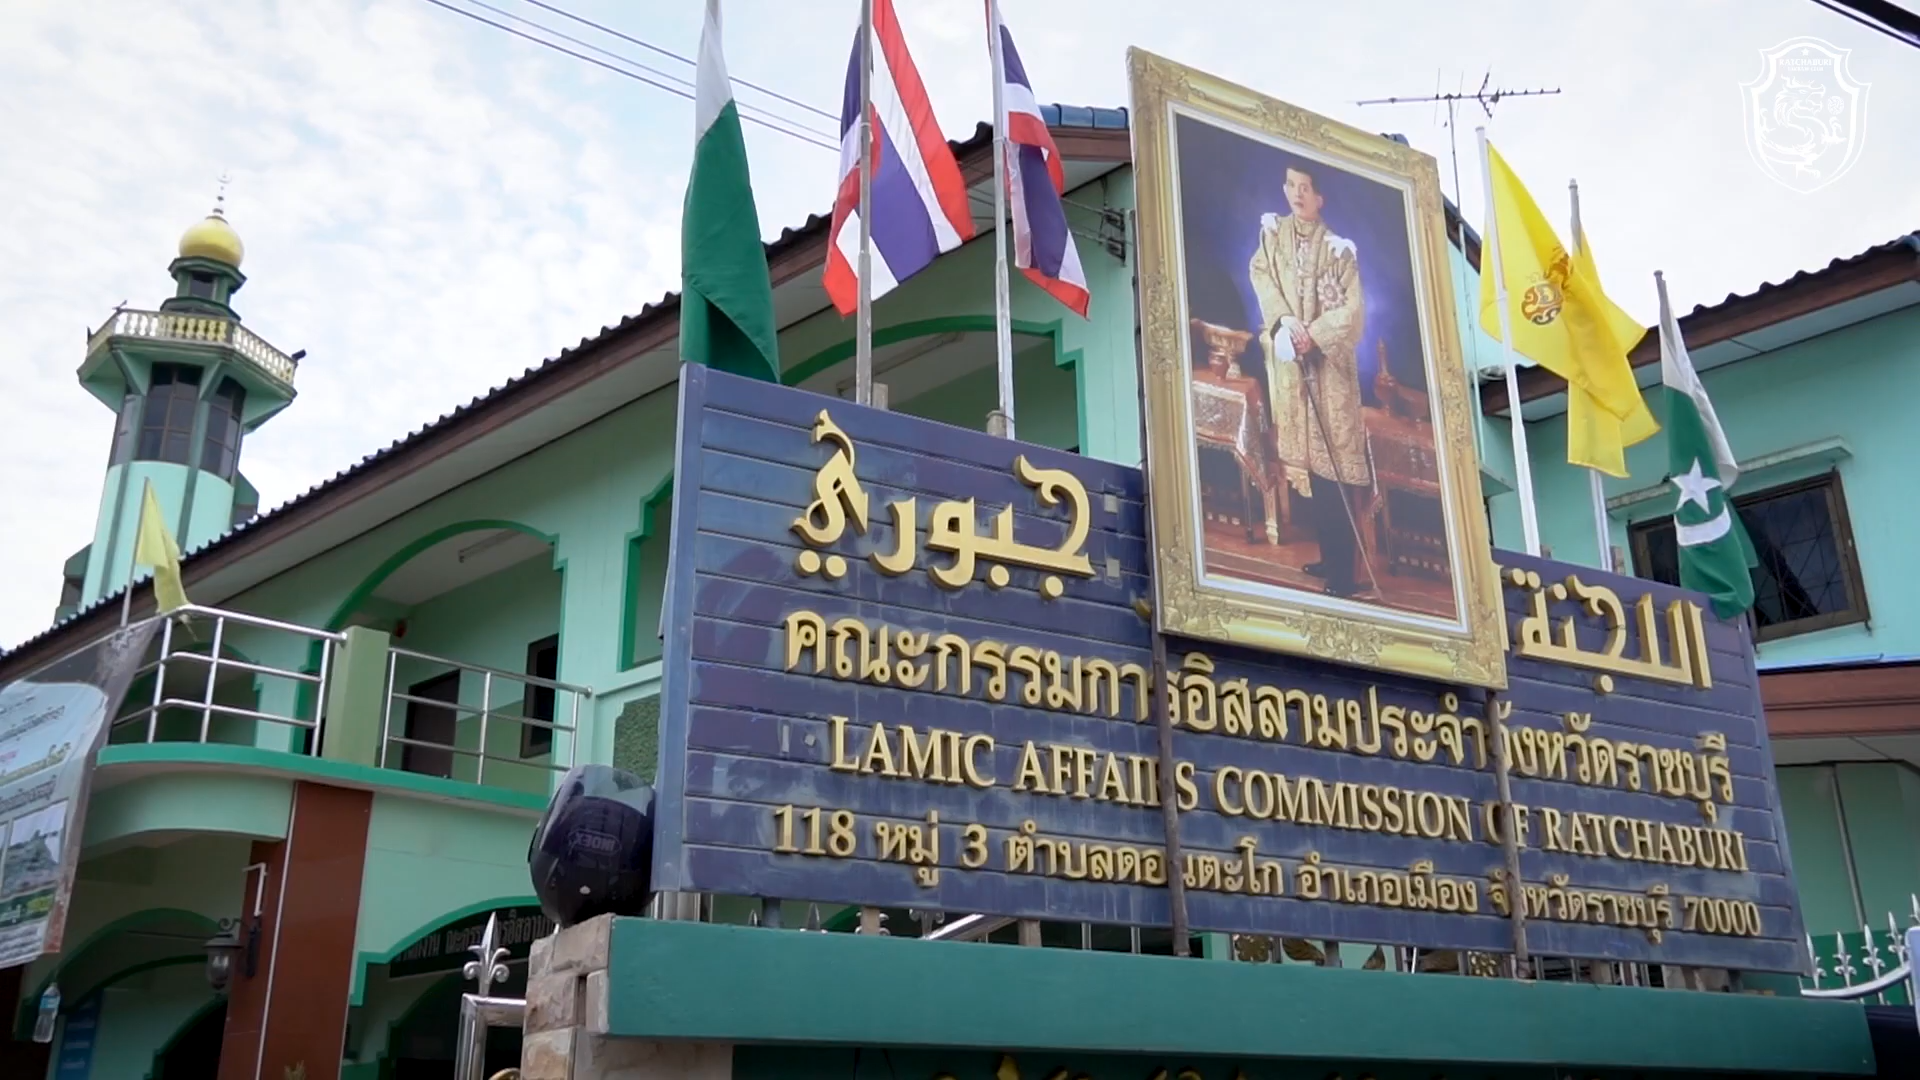 RATCHABURI
اللجنة
جبوري
คณะกรรมการอิสลามประจำจังหวัดราชบุรี
LAMIC AFFAIRS COMMISSION OF RATCHABURI
118 หมู่ 3 ตำบลดอนตะโก อำเภอเมือง จังหวัดราชบุรี 70000
INDEX